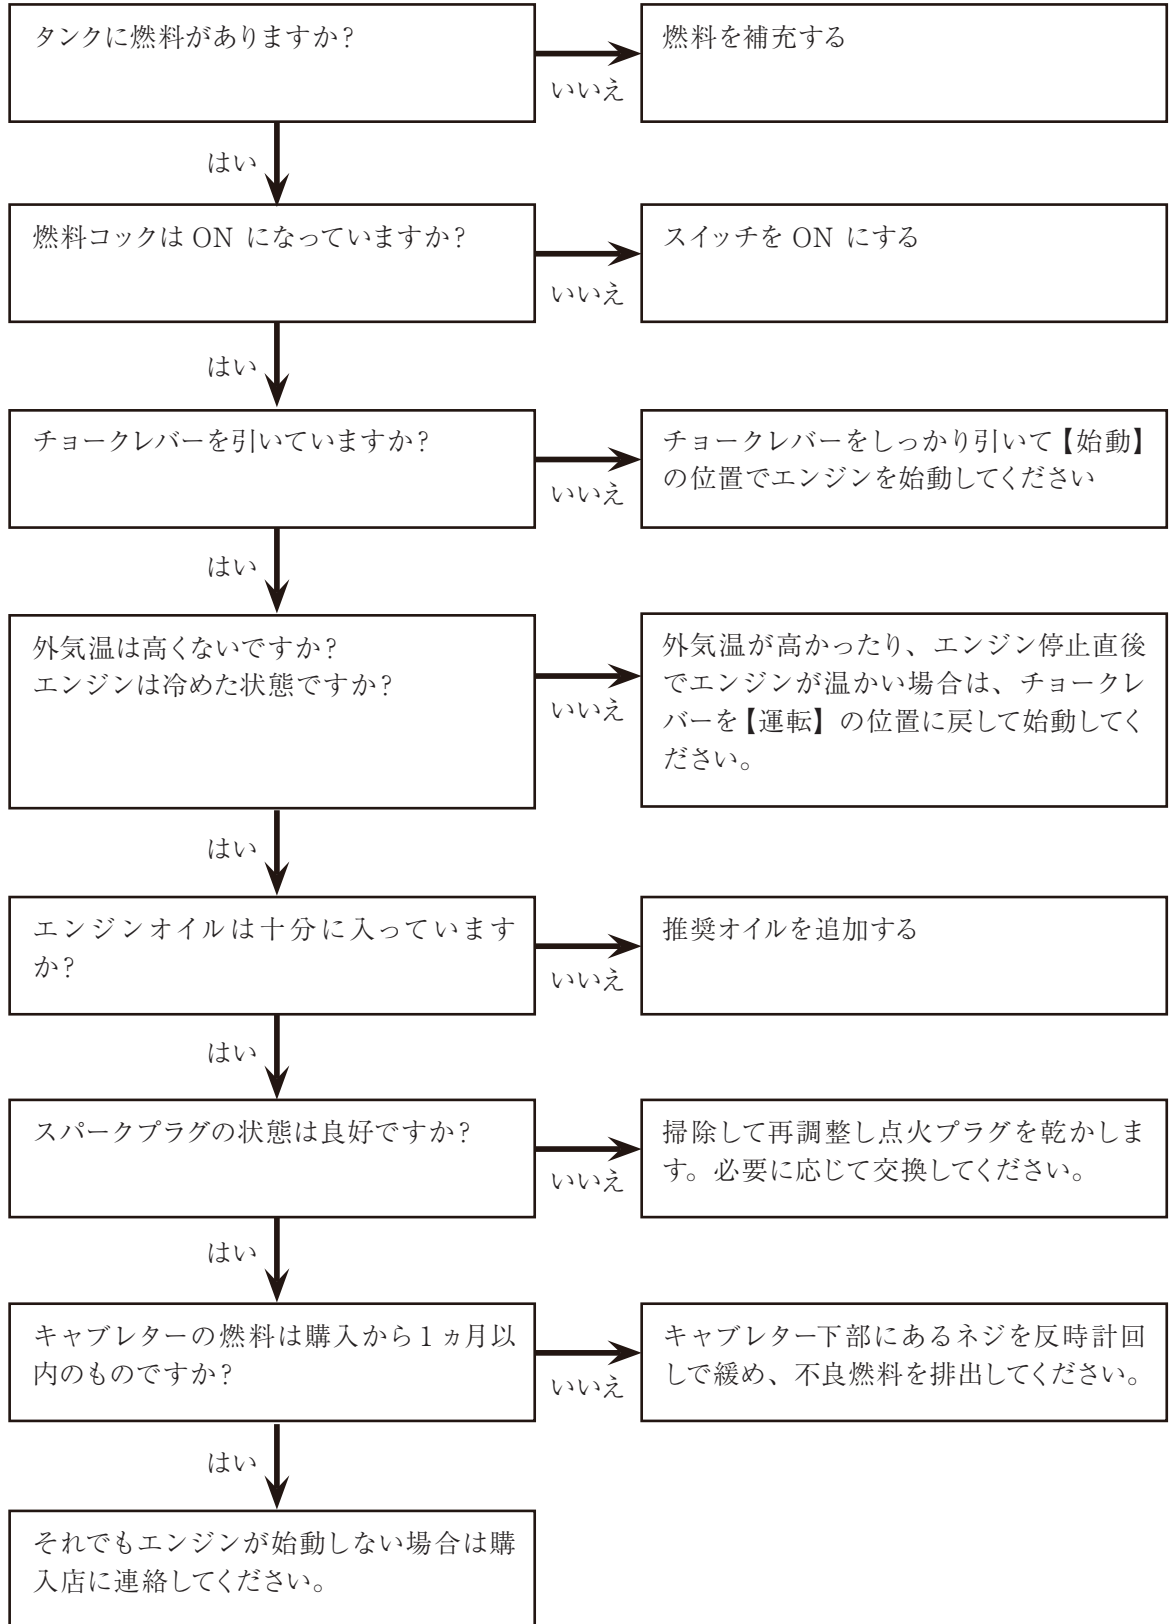 タンクに燃料がありますか?
いいえ
燃料を補充する
はい
燃料コックは ON になっていますか?
いいえ
スイッチを ON にする
はい
チョークレバーを引いていますか?
いいえ
チョークレバーをしっかり引いて【始動】
の位置でエンジンを始動してください
はい
外気温は高くないですか?
エンジンは冷めた状態ですか?
いいえ
外気温が高かったり、エンジン停止直後
でエンジンが温かい場合は、チョークレ
バーを【運転】の位置に戻して始動してく
ださい。
はい
エンジンオイルは十分に入っています
か?
いいえ
推奨オイルを追加する
はい
スパークプラグの状態は良好ですか?
いいえ
掃除して再調整し点火プラグを乾かしま
す。必要に応じて交換してください。
はい
キャブレターの燃料は購入から1ヵ月以
内のものですか?
いいえ
キャブレター下部にあるネジを反時計回
しで緩め、不良燃料を排出してください。
はい
それでもエンジンが始動しない場合は購
入店に連絡してください。